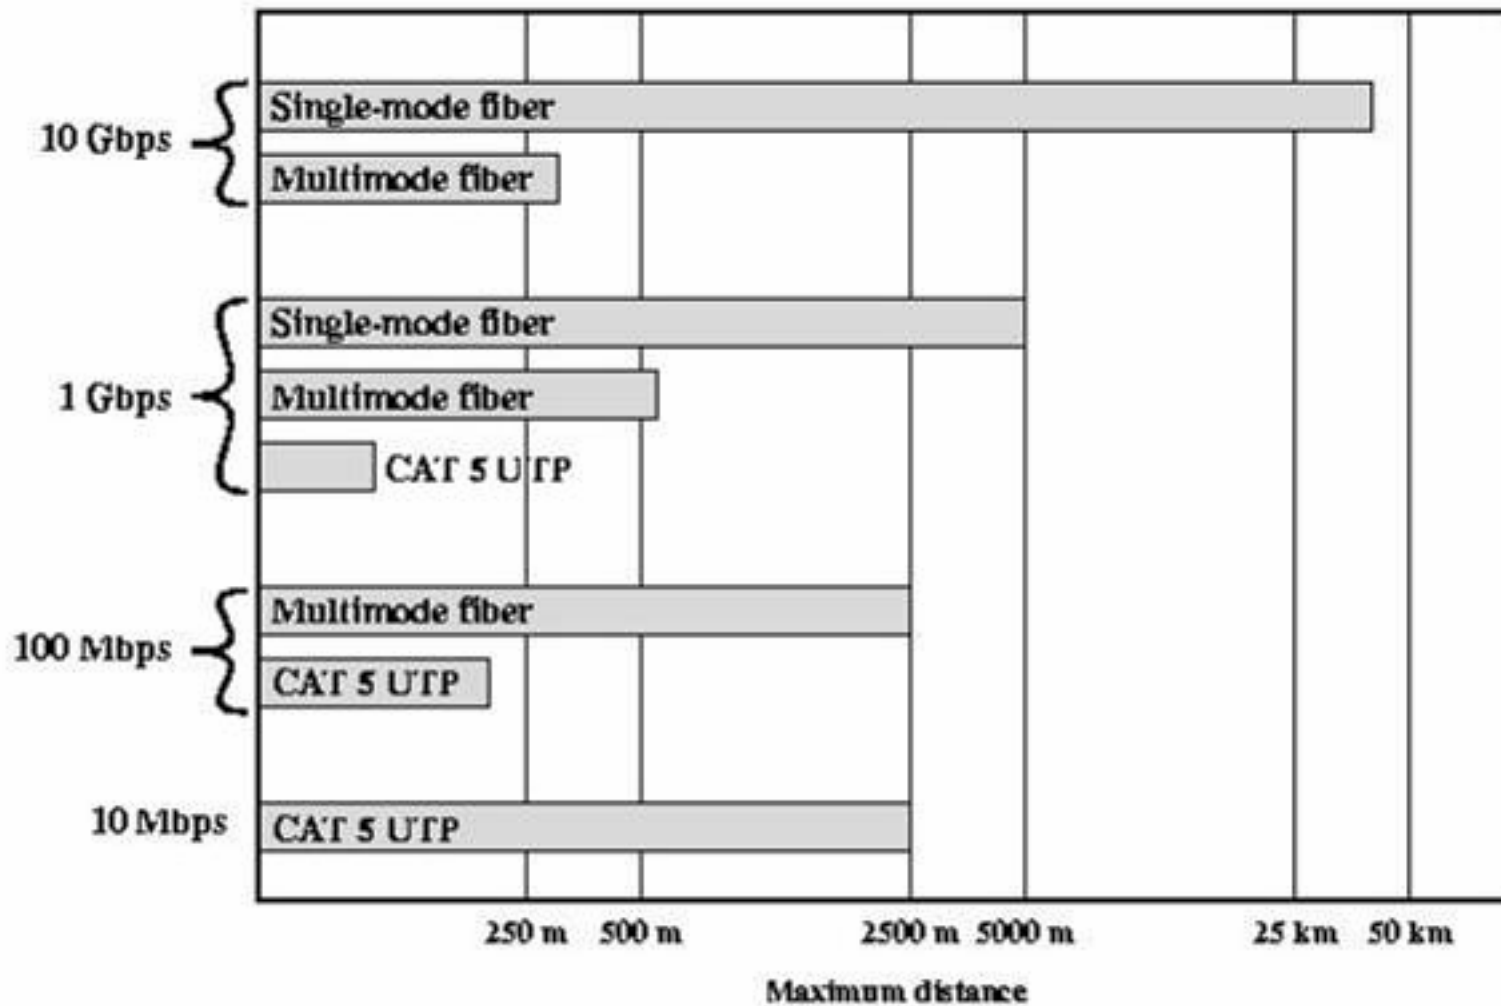 10 Gbps
Single-mode fiber
Multimode fiber
1 Gbps
Single-mode fiber
Multimode fiber
CAT 5 UTP
100 Mbps
Multimode fiber
CAT 5 UTP
10 Mbps
CAT 5 UTP
250 m 500 m 2500 m 5000 m 25 km 50 km
Maximum distance